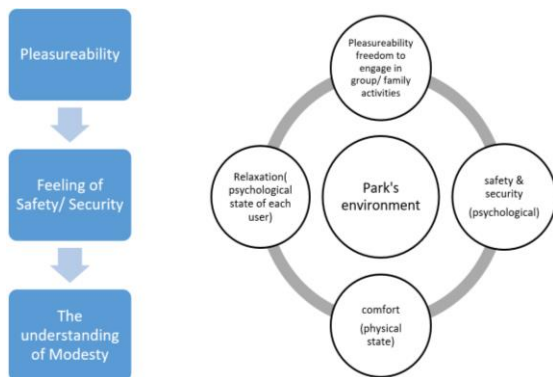 Pleasureability
Feeling of
Safety/ Security
The
understanding
of Modesty
Pleasureability
freedom to
engage in
group/ family
activities
Relaxation(
psychological
state of each
user)
Park's
environment
safety &
security
(psychological)
comfort
(physical
state)